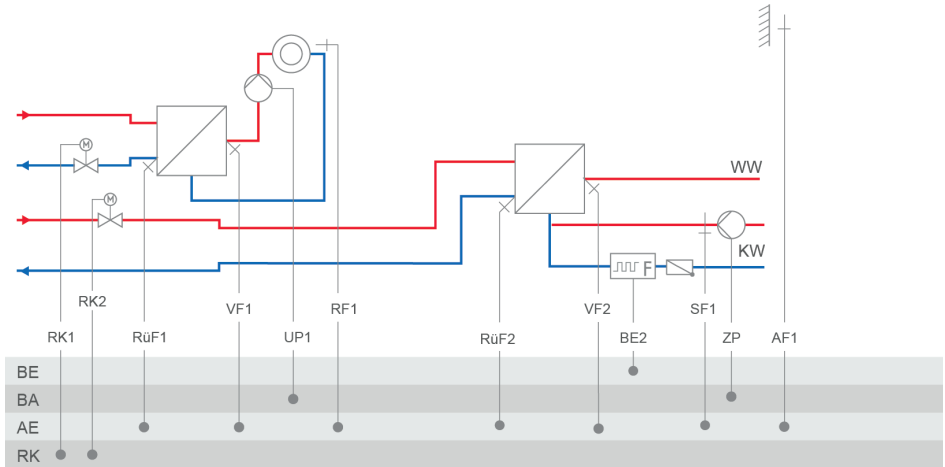 M
M
WW
KW
F
RK2
VF1
RF1
VF2
SF1
RK1
RüF1
UP1
RüF2
BE2
ZP
AF1
BE
BA
AE
RK